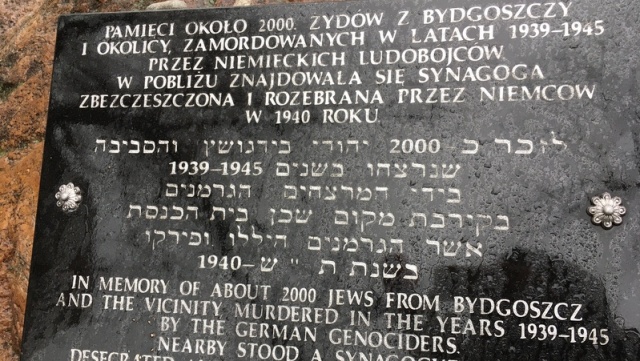 PAMIĘCI OKOŁO 2000 ŻYDÓW Z BYDGOSZCZY
I OKOLICY, ZAMORDOWANYCH W LATACH 1939-1945
PRZEZ NIEMIECKICH LUDOBÓJCÓW.
W POBLIŻU ZNAJDOWAŁA SIĘ SYNAGOGA
ZBEZCZESZCZONA I ROZEBRANA PRZEZ NIEMCÓW
W 1940 ROKU.
לזכר כ-2000 יהודי בידגושץ והסביבה
שנרצחו בשנים 1939-1945
בידי המרצחים הגרמנים
בקירבת מקום שכן בית הכנסת
אשר הגרמנים היללו ופירקו
בשנת ת"ש-1940
IN MEMORY OF ABOUT 2000 JEWS FROM BYDGOSZCZ
AND THE VICINITY, MURDERED IN THE YEARS 1939-1945
BY THE GERMAN GENOCIDERS.
NEARBY STOOD A SYNAGOGUE
DESECRATED